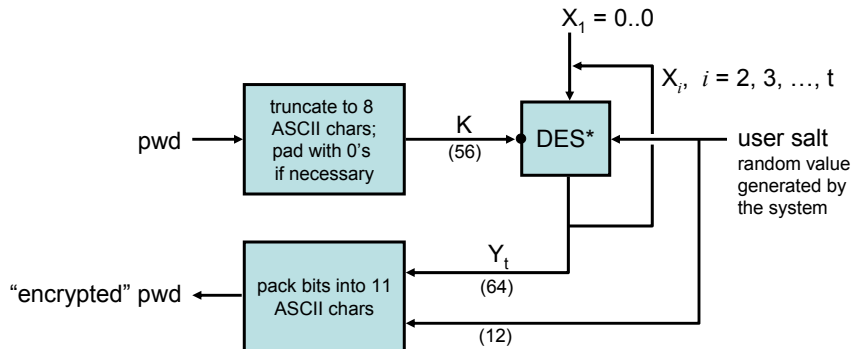 X1 = 0..0
Xi, i = 2, 3, …, t
truncate to 8
ASCII chars;
pad with 0's
if necessary
pwd
K
(56)
DES*
user salt
random value
generated by
the system
Yt
(64)
"encrypted" pwd
pack bits into 11
ASCII chars
(12)